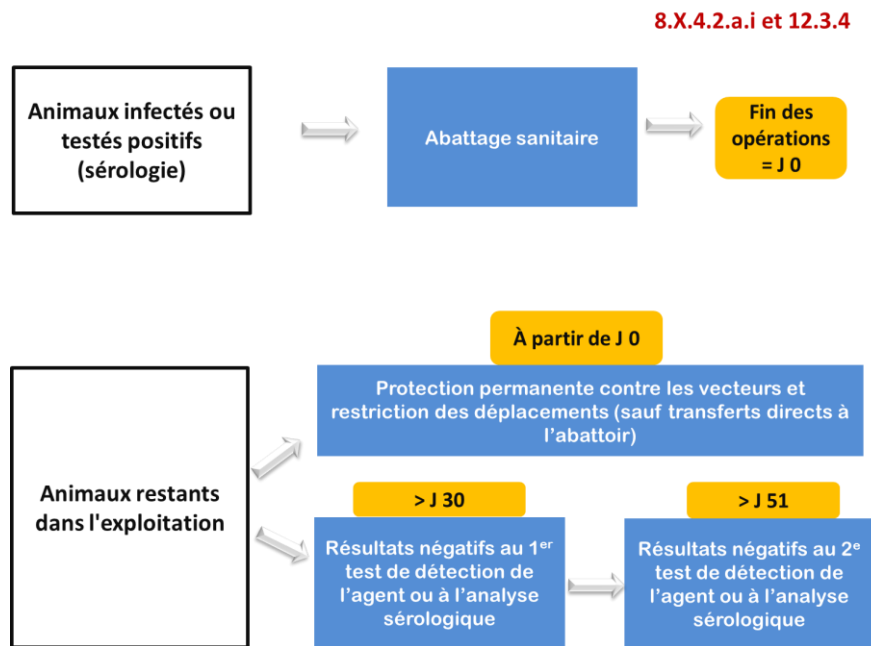 8.X.4.2.a.i et 12.3.4
Animaux infectés ou
testés positifs
(sérologie)
Abattage sanitaire
Fin des
opérations
= J 0
À partir de J 0
Protection permanente contre les vecteurs et
restriction des déplacements (sauf transferts directs à
l'abattoir)
Animaux restants
dans l'exploitation
> J 30
Résultats négatifs au 1er
test de détection de
l'agent ou à l'analyse
sérologique
> J 51
Résultats négatifs au 2e
test de détection de
l'agent ou à l'analyse
sérologique